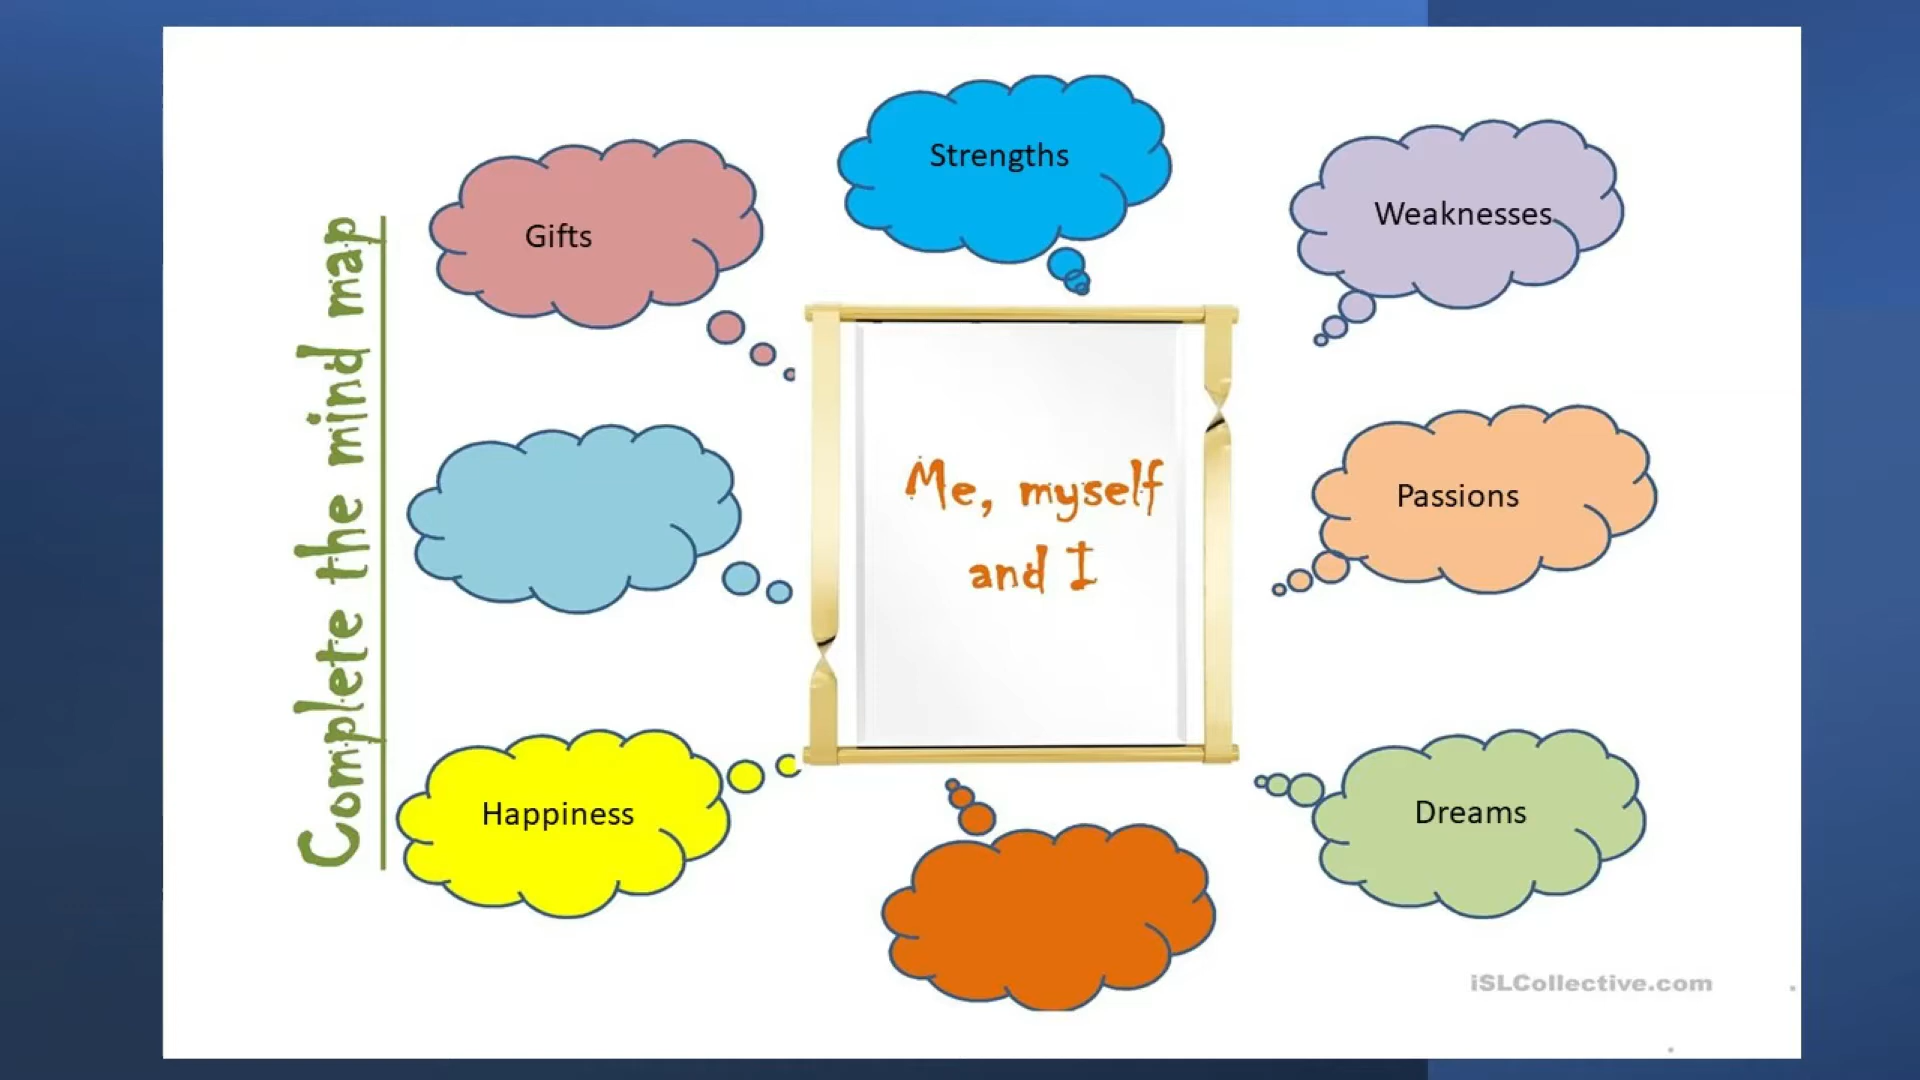 Complete the mind map
Gifts
Strengths
Weaknesses
Me, myself
and I
Passions
Happiness
Dreams
iSLCollective.com